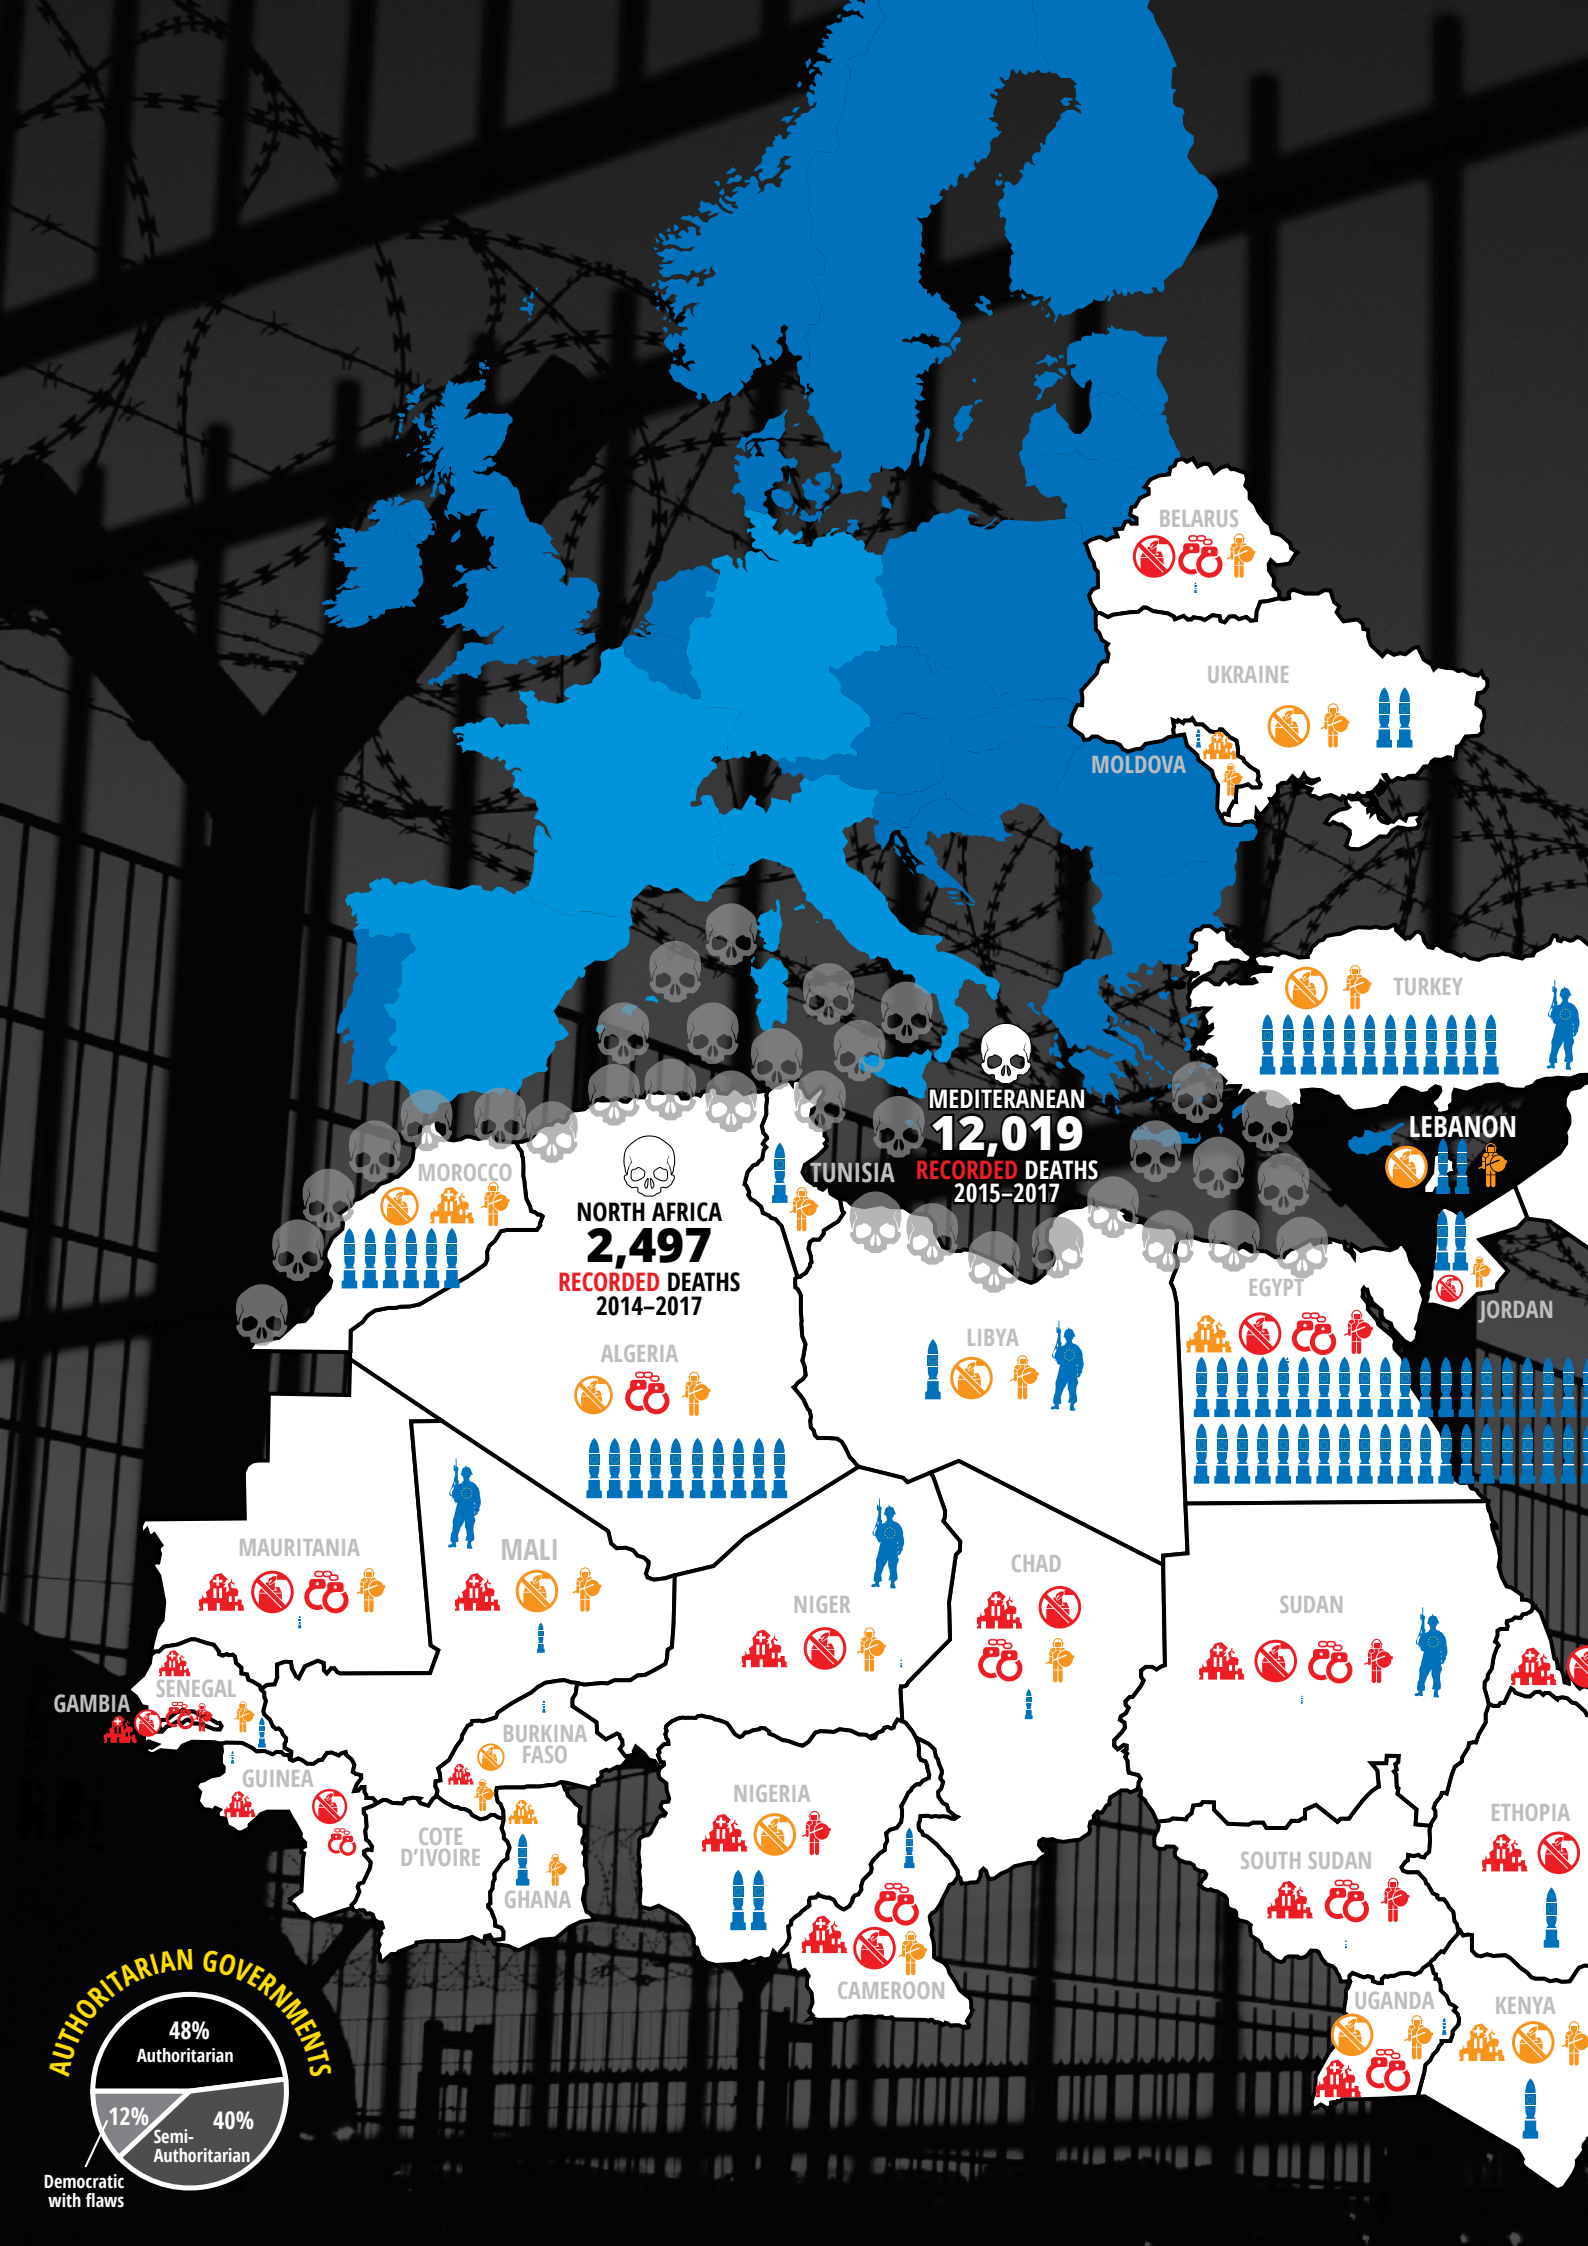 BELARUS
UKRAINE
MOLDOVA
TURKEY
MEDITERANEAN
12,019
RECORDED DEATHS
2015–2017
LEBANON
MOROCCO
TUNISIA
NORTH AFRICA
2,497
RECORDED DEATHS
2014–2017
EGYPT
JORDAN
LIBYA
ALGERIA
MAURITANIA
MALI
CHAD
NIGER
SUDAN
SENEGAL
GAMBIA
BURKINA
FASO
GUINEA
NIGERIA
ETHOPIA
COTE
D'IVOIRE
SOUTH SUDAN
GHANA
CAMEROON
UGANDA
KENYA
AUTHORITARIAN GOVERNMENTS
48%
Authoritarian
12%
40%
Semi-
Authoritarian
Democratic
with flaws